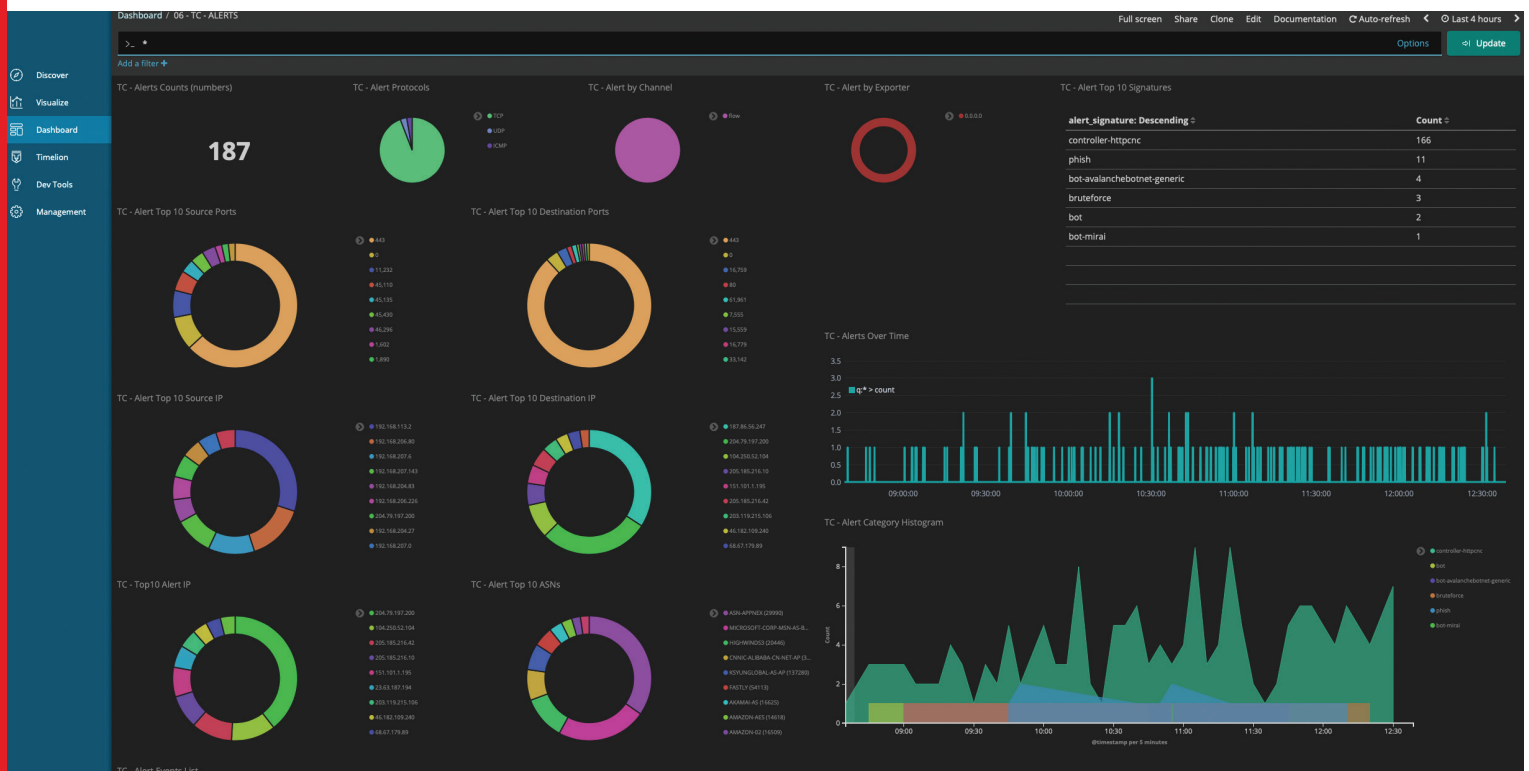 Dashboard / 06 - TC - ALERTS
Full screen Share Clone Edit Documentation Auto-refresh Last 4 hours
>_ *
Options
Update
Add a filter +
Discover
Visualize
Dashboard
Timelion
Dev Tools
Management
TC - Alerts Counts (numbers)
187
TC - Alert Protocols
TCP
UDP
ICMP
TC - Alert by Channel
flow
TC - Alert by Exporter
0.0.0.0
TC - Alert Top 10 Signatures
alert_signature: Descending Count
controller-httpcnc 166
phish 11
bot-avalanchebotnet-generic 4
bruteforce 3
bot 2
bot-mirai 1
TC - Alert Top 10 Source Ports
443
0
11,232
45,110
45,135
45,430
46,296
1,602
1,890
TC - Alert Top 10 Destination Ports
443
0
16,759
80
61,961
7,555
15,559
16,779
33,142
TC - Alerts Over Time
q:* > count
3.5
3.0
2.5
2.0
1.5
1.0
0.5
0.0
09:00:00 09:30:00 10:00:00 10:30:00 11:00:00 11:30:00 12:00:00 12:30:00
TC - Alert Top 10 Source IP
192.168.113.2
192.168.206.80
192.168.207.6
192.168.207.143
192.168.204.83
192.168.206.226
204.79.197.200
192.168.204.27
192.168.207.0
TC - Alert Top 10 Destination IP
187.86.56.247
204.79.197.200
104.250.52.104
205.185.216.10
151.101.1.195
205.185.216.42
203.119.215.106
46.182.109.240
68.67.179.89
TC - Alert Category Histogram
controller-httpcnc
bot
bot-avalanchebotnet-generic
bruteforce
phish
bot-mirai
Count
8
6
4
2
0
09:00 09:30 10:00 10:30 11:00 11:30 12:00 12:30
@timestamp per 5 minutes
TC - Top10 Alert IP
204.79.197.200
104.250.52.104
205.185.216.42
205.185.216.10
151.101.1.195
23.63.187.194
203.119.215.106
46.182.109.240
68.67.179.89
TC - Alert Top 10 ASNs
ASN-APPNEX (29990)
MICROSOFT-CORP-MSN-AS-B...
HIGHWINDS3 (20446)
CNNIC-ALIBABA-CN-NET-AP (3...
KSYUNGLOBAL-AS-AP (137280)
FASTLY (54113)
AKAMAI-AS (16625)
AMAZON-AES (14618)
AMAZON-02 (16509)
TC - Alert Events List